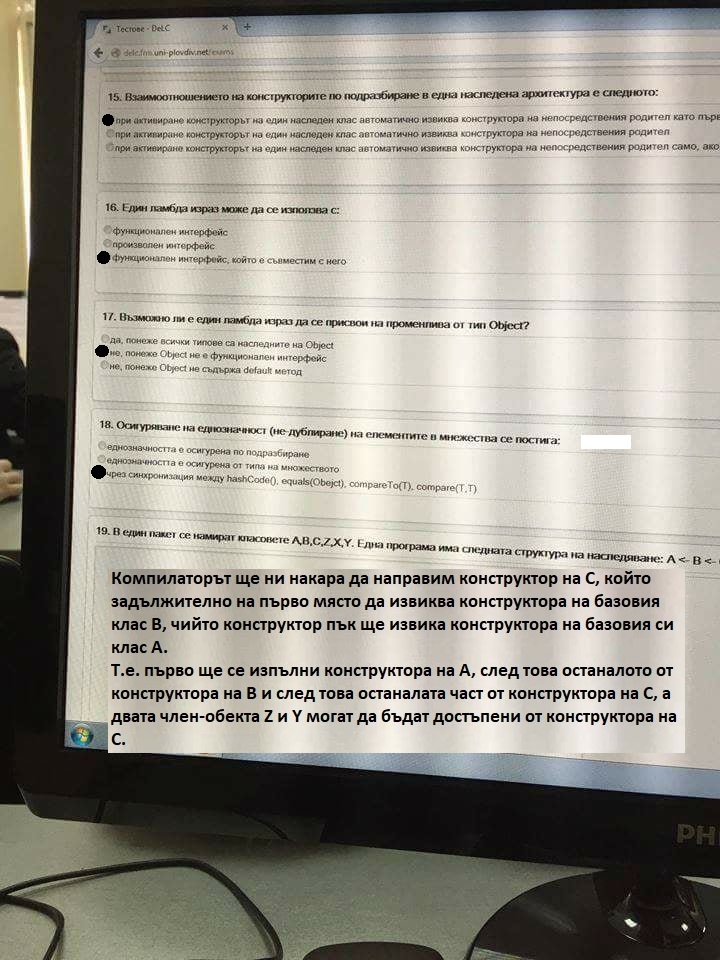 Тестове - DeLC
delc.fmi.uni-plovdiv.net/exams
15. Взаимоотношението на конструкторите по подразбиране в една наследена архитектура е следното:
при активиране конструкторът на един наследен клас автоматично извиква конструктора на непосредствения родител като първ
при активиране конструкторът на един наследен клас автоматично извиква конструктора на непосредствения родител
при активиране конструкторът на един наследен клас автоматично извиква конструктора на непосредствения родител само, ако
16. Един ламбда израз може да се използва с:
функционален интерфейс
произволен интерфейс
функционален интерфейс, който е съвместим с него
17. Възможно ли е един ламбда израз да се присвои на променлива от тип Object?
да, понеже всички типове са наследните на Object
не, понеже Object не е функционален интерфейс
не, понеже Object не съдържа default метод
18. Осигуряване на еднозначност (не-дублиране) на елементите в множества се постига:
еднозначността е осигурена по подразбиране
еднозначността е осигурена от типа на множеството
чрез синхронизация между hashCode(), equals(Obejct), compareTo(T), compare(T,T)
19. В един пакет се намират класовете A,B,C,Z,X,Y. Една програма има следната структура на наследяване: A <- B <-
Компилаторът ще ни накара да направим конструктор на C, който
задължително на първо място да извиква конструктора на базовия
клас B, чийто конструктор пък ще извика конструктора на базовия си
клас A.
Т.е. първо ще се изпълни конструктора на A, след това останалото от
конструктора на B и след това останалата част от конструктора на C, а
двата член-обекта Z и Y могат да бъдат достъпени от конструктора на
C.
PH